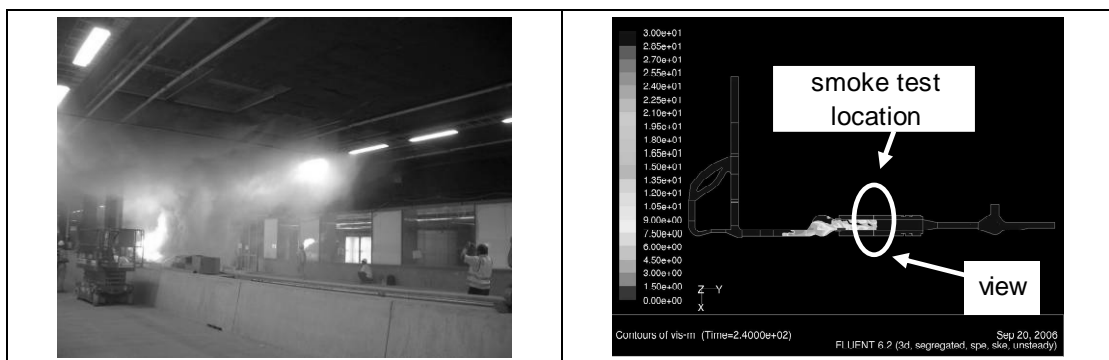 3.00e+01
2.85e+01
2.70e+01
2.55e+01
2.40e+01
2.25e+01
2.10e+01
1.95e+01
1.80e+01
1.65e+01
1.50e+01
1.35e+01
1.20e+01
1.05e+01
9.00e+00
7.50e+00
6.00e+00
4.50e+00
3.00e+00
1.50e+00
0.00e+00
smoke test
location
view
Z Y
X
Contours of vis-m (Time=2.4000e+02)
Sep 20, 2006
FLUENT 6.2 (3d, segregated, spe, ske, unsteady)